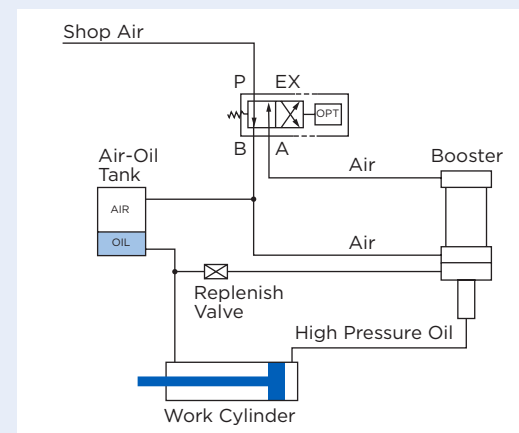 Shop Air
P EX
OPT
B A
Air-Oil
Tank
Air
Booster
AIR
OIL
Air
Replenish
Valve
High Pressure Oil
Work Cylinder